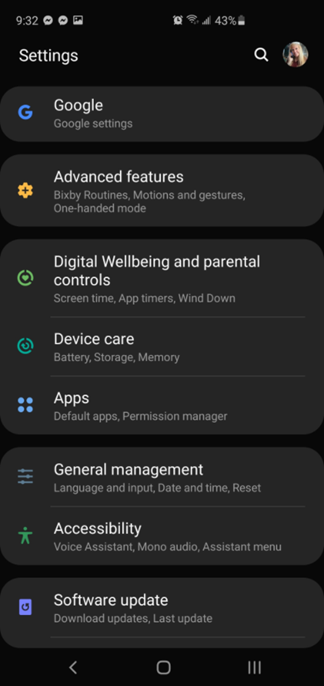 9:32
43%
Settings
Google
Google settings
Advanced features
Bixby Routines, Motions and gestures,
One-handed mode
Digital Wellbeing and parental
controls
Screen time, App timers, Wind Down
Device care
Battery, Storage, Memory
Apps
Default apps, Permission manager
General management
Language and input, Date and time, Reset
Accessibility
Voice Assistant, Mono audio, Assistant menu
Software update
Download updates, Last update